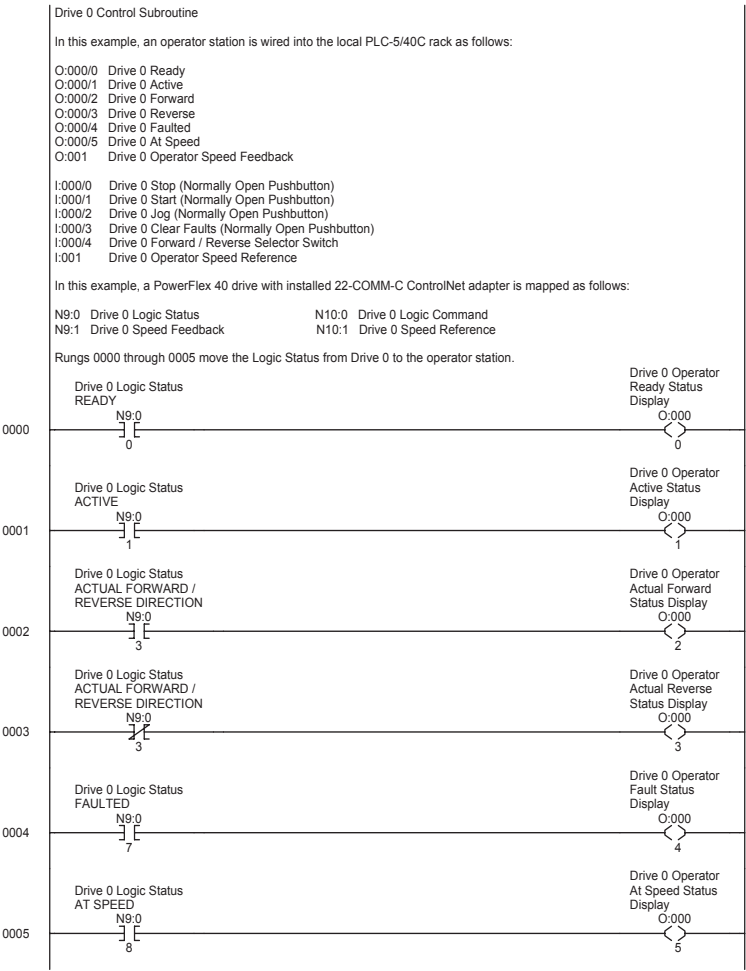 Drive 0 Control Subroutine
In this example, an operator station is wired into the local PLC-5/40C rack as follows:
O:000/0 Drive 0 Ready
O:000/1 Drive 0 Active
O:000/2 Drive 0 Forward
O:000/3 Drive 0 Reverse
O:000/4 Drive 0 Faulted
O:000/5 Drive 0 At Speed
O:001 Drive 0 Operator Speed Feedback
I:000/0 Drive 0 Stop (Normally Open Pushbutton)
I:000/1 Drive 0 Start (Normally Open Pushbutton)
I:000/2 Drive 0 Jog (Normally Open Pushbutton)
I:000/3 Drive 0 Clear Faults (Normally Open Pushbutton)
I:000/4 Drive 0 Forward / Reverse Selector Switch
I:001 Drive 0 Operator Speed Reference
In this example, a PowerFlex 40 drive with installed 22-COMM-C ControlNet adapter is mapped as follows:
N9:0 Drive 0 Logic Status N10:0 Drive 0 Logic Command
N9:1 Drive 0 Speed Feedback N10:1 Drive 0 Speed Reference
Rungs 0000 through 0005 move the Logic Status from Drive 0 to the operator station.
Drive 0 Logic Status
READY
N9:0
0
Drive 0 Operator
Ready Status
Display
O:000
0
0000
Drive 0 Logic Status
ACTIVE
N9:0
1
Drive 0 Operator
Active Status
Display
O:000
1
0001
Drive 0 Logic Status
ACTUAL FORWARD /
REVERSE DIRECTION
N9:0
3
Drive 0 Operator
Actual Forward
Status Display
O:000
2
0002
Drive 0 Logic Status
ACTUAL FORWARD /
REVERSE DIRECTION
N9:0
3
Drive 0 Operator
Actual Reverse
Status Display
O:000
3
0003
Drive 0 Logic Status
FAULTED
N9:0
7
Drive 0 Operator
Fault Status
Display
O:000
4
0004
Drive 0 Logic Status
AT SPEED
N9:0
8
Drive 0 Operator
At Speed Status
Display
O:000
5
0005